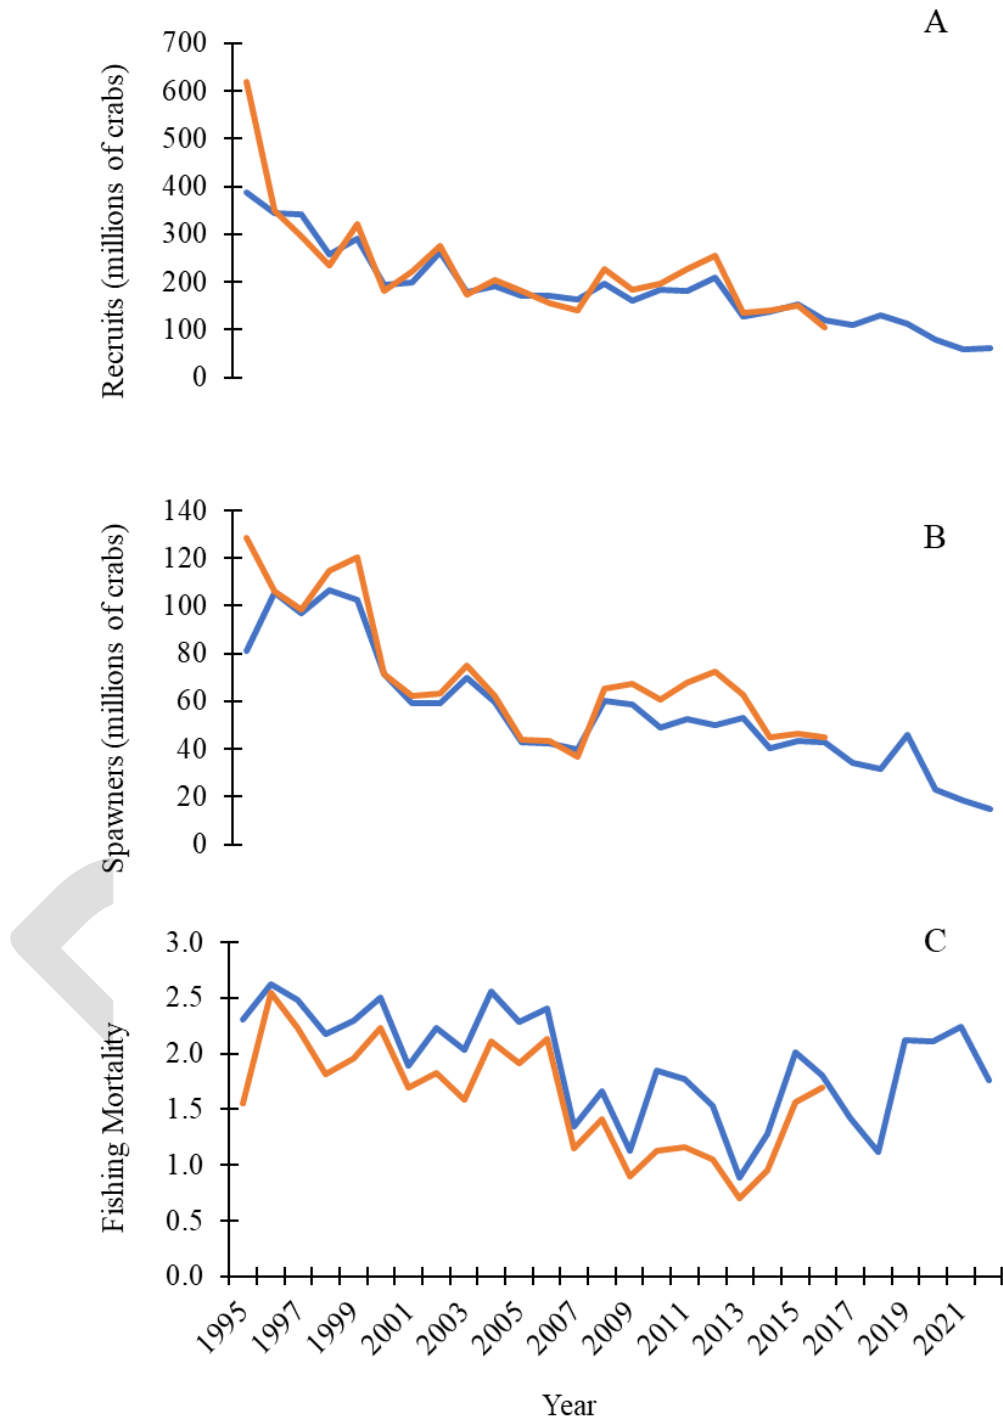 A
Recruits (millions of crabs)
700
600
500
400
300
200
100
0
B
Spawners (millions of crabs)
140
120
100
80
60
40
20
0
C
Fishing Mortality
3.0
2.5
2.0
1.5
1.0
0.5
0.0
1995 1997 1999 2001 2003 2005 2007 2009 2011 2013 2015 2017 2019 2021
Year